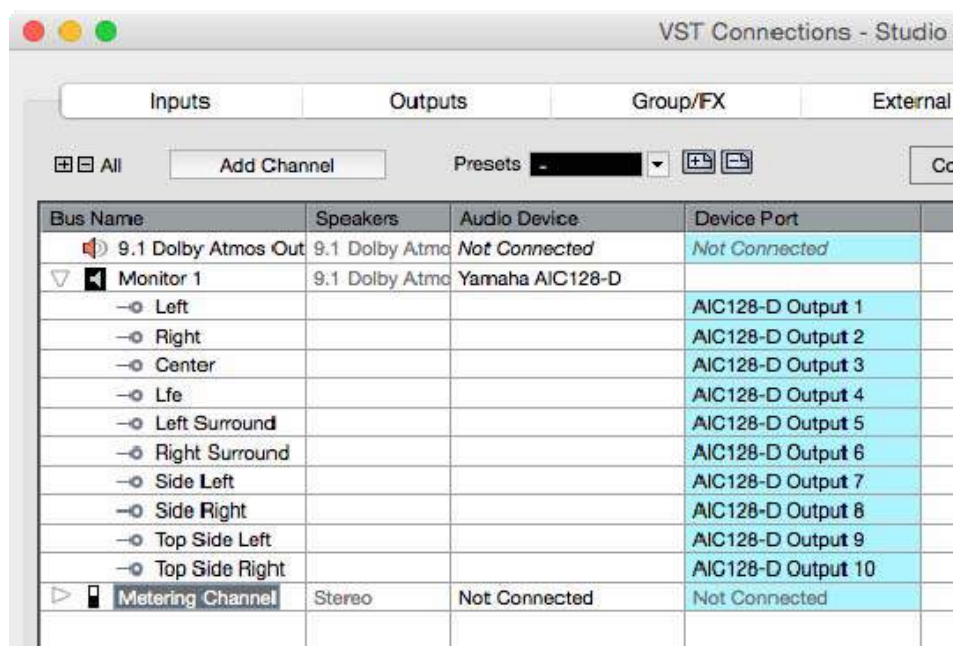 VST Connections - Studio
Inputs Outputs Group/FX External
All Add Channel Presets - Co
Bus Name Speakers Audio Device Device Port
9.1 Dolby Atmos Out 9.1 Dolby Atmo Not Connected Not Connected
Monitor 1 9.1 Dolby Atmo Yamaha AIC128-D
Left AIC128-D Output 1
Right AIC128-D Output 2
Center AIC128-D Output 3
Lfe AIC128-D Output 4
Left Surround AIC128-D Output 5
Right Surround AIC128-D Output 6
Side Left AIC128-D Output 7
Side Right AIC128-D Output 8
Top Side Left AIC128-D Output 9
Top Side Right AIC128-D Output 10
Metering Channel Stereo Not Connected Not Connected